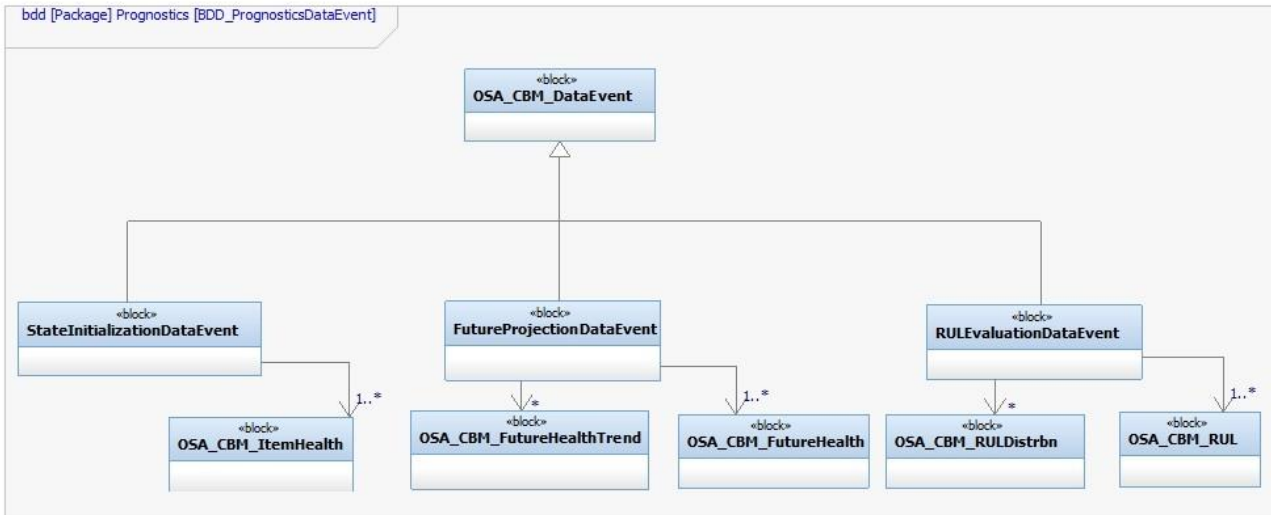 bdd [Package] Prognostics [BDD_PrognosticsDataEvent]
«block»
OSA_CBM_DataEvent
«block»
StateInitializationDataEvent
«block»
FutureProjectionDataEvent
«block»
RULEvaluationDataEvent
1..*
*
1..*
*
1..*
«block»
OSA_CBM_ItemHealth
«block»
OSA_CBM_FutureHealthTrend
«block»
OSA_CBM_FutureHealth
«block»
OSA_CBM_RULDistrbn
«block»
OSA_CBM_RUL